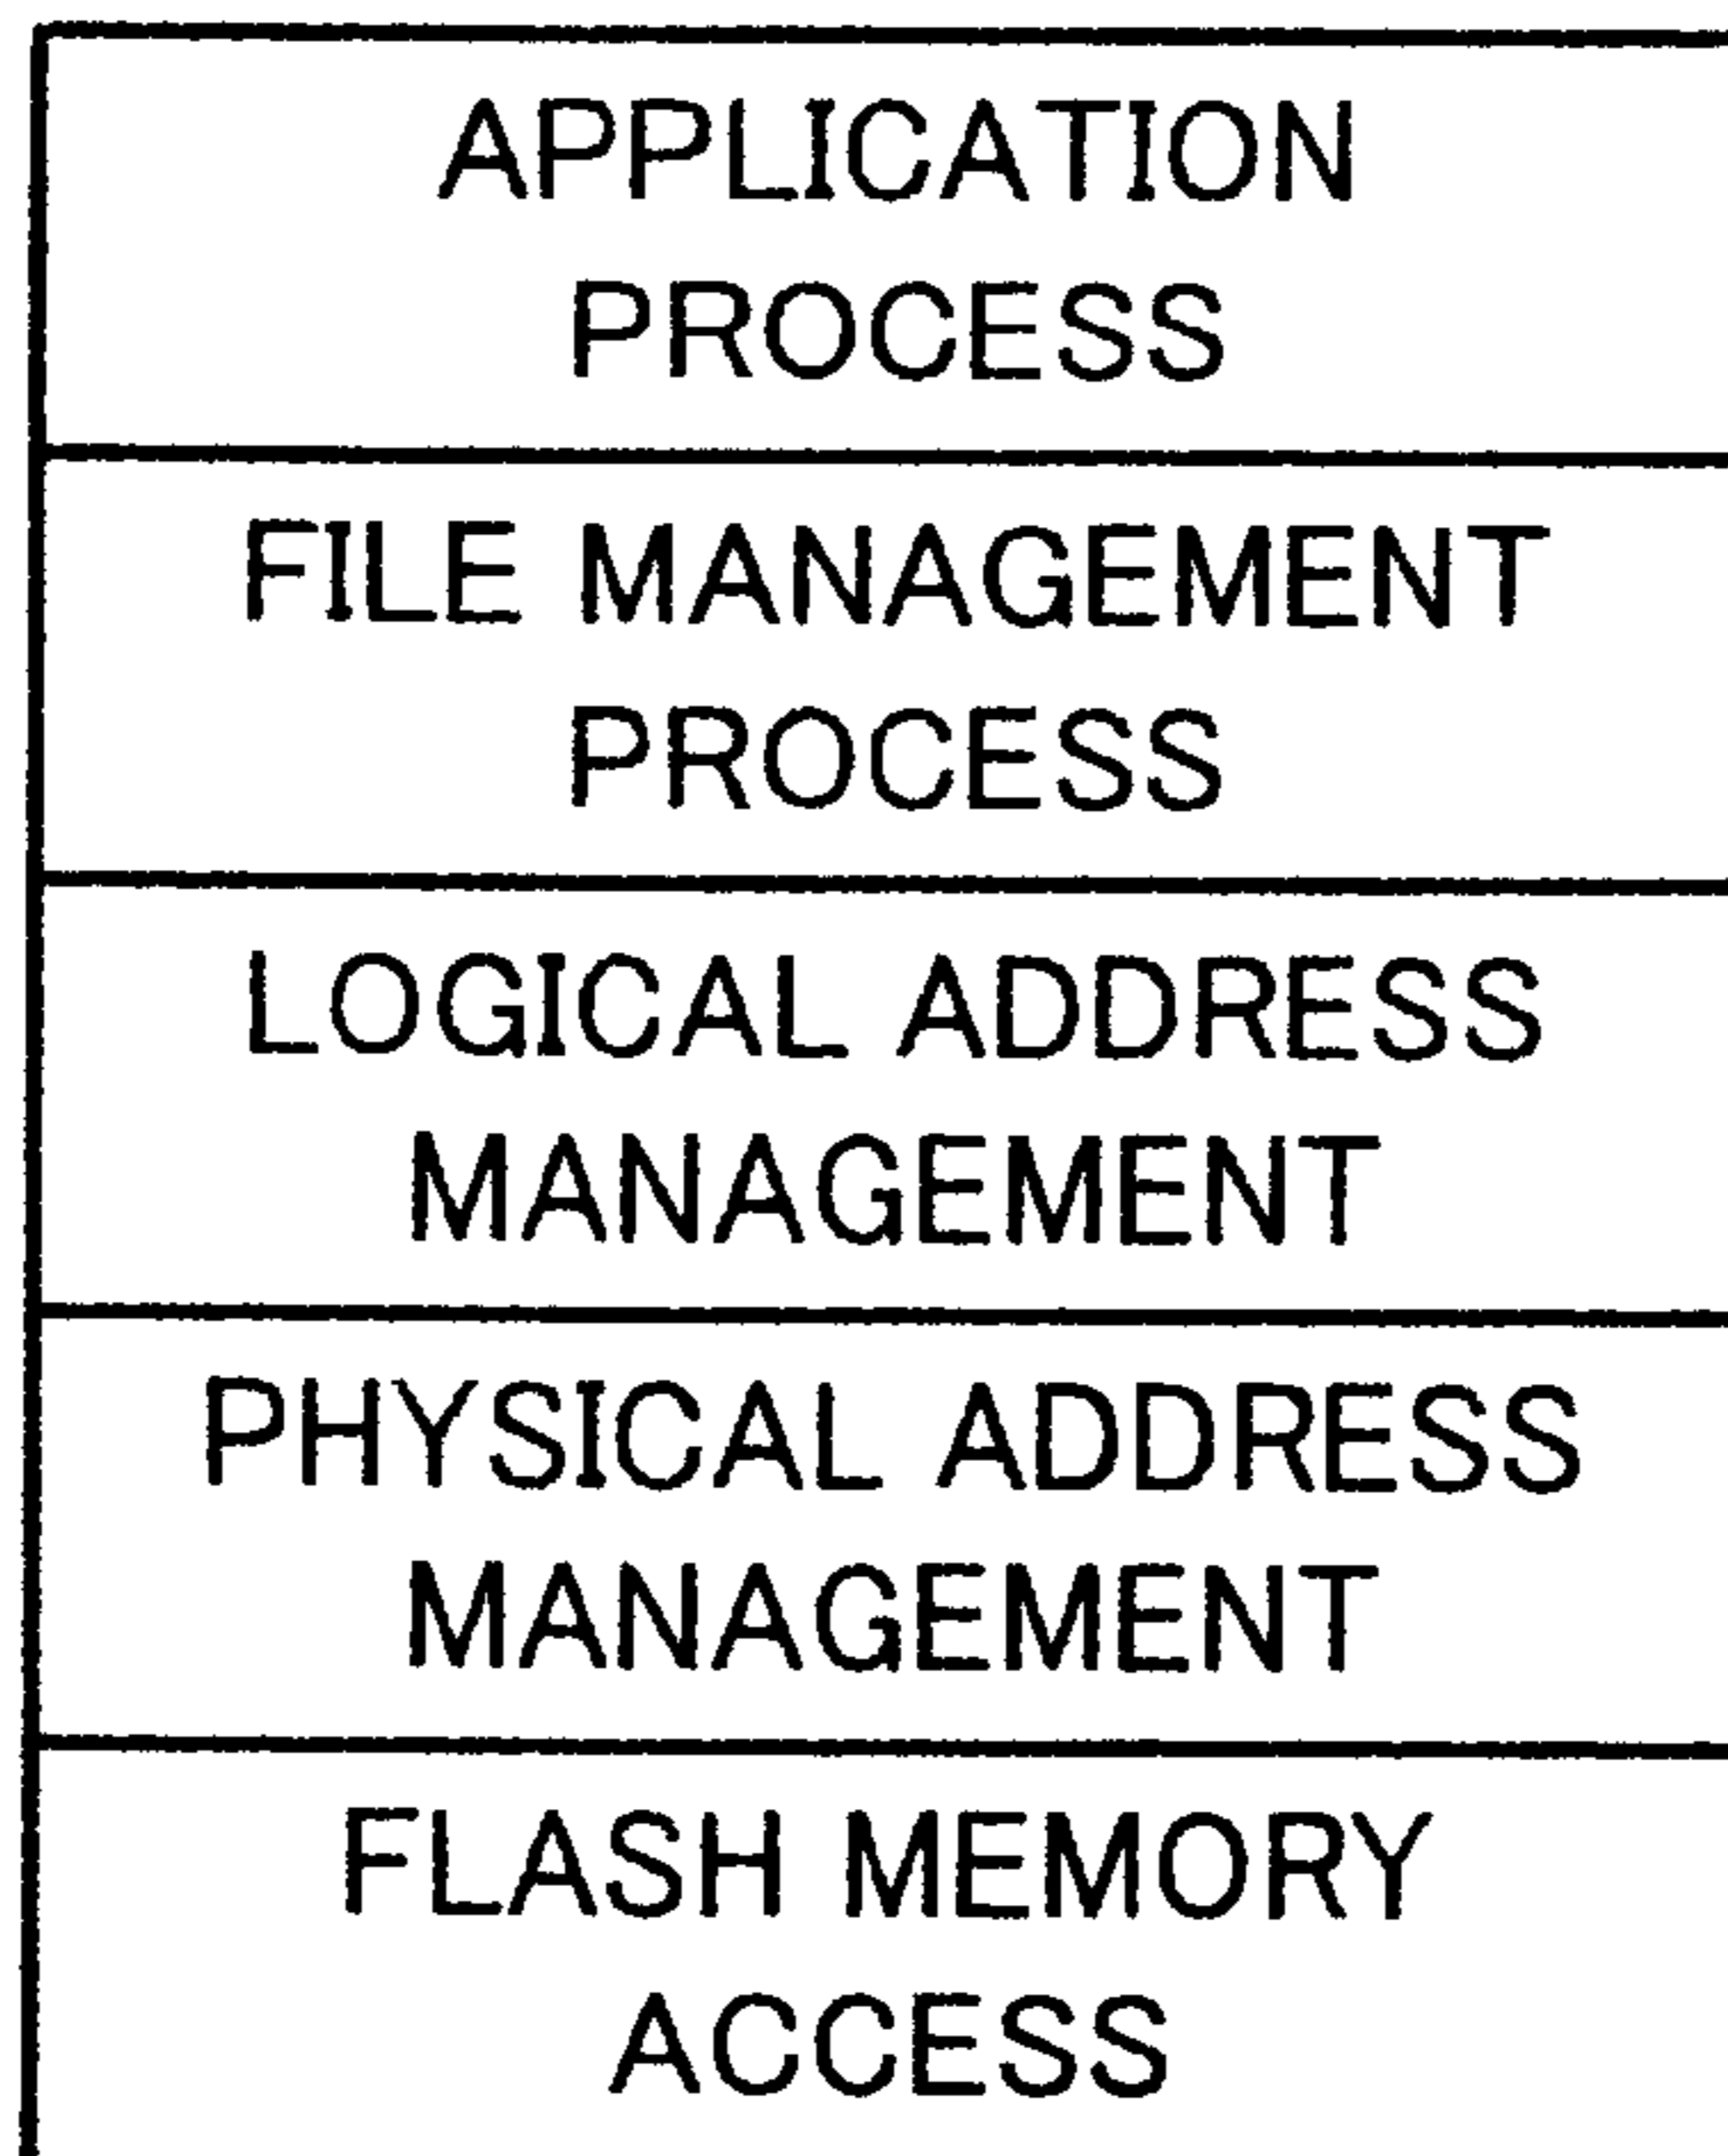 APPLICATION
PROCESS
FILE MANAGEMENT
PROCESS
LOGICAL ADDRESS
MANAGEMENT
PHYSICAL ADDRESS
MANAGEMENT
FLASH MEMORY
ACCESS